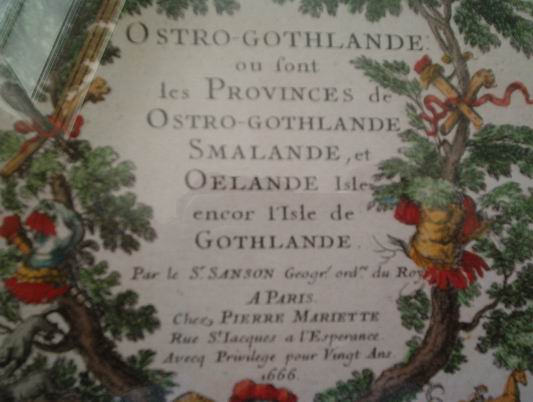 OSTRO-GOTHLANDE:
ou ſont
les PROVINCES de
OSTRO-GOTHLANDE
SMALANDE, et
OELANDE Isle
encor l'Isle de
GOTHLANDE.
Par le Sr. SANSON Geogr. ordre. du Roy
A PARIS.
Chez PIERRE MARIETTE
Rue St. Iacques a l'Esperance
Avecq Privilege pour Vingt Ans.
1666.